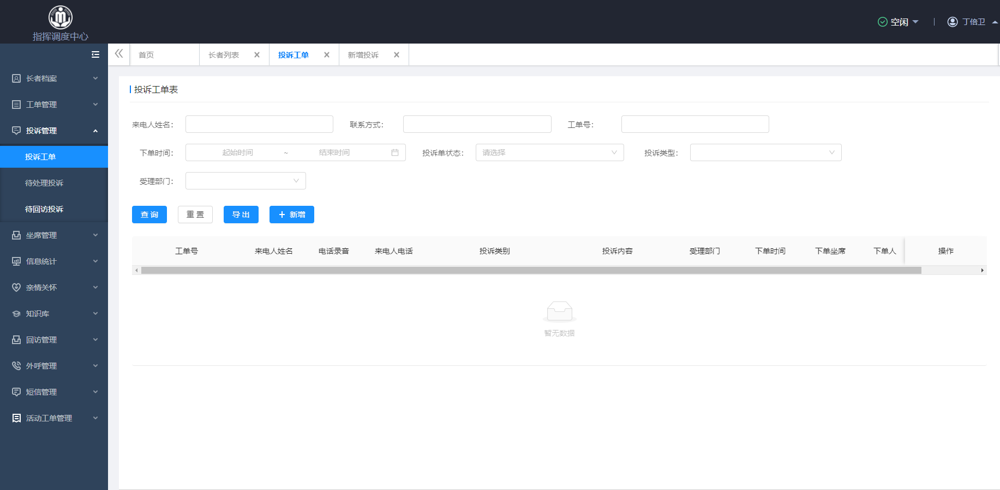 指挥调度中心
空闲
丁倍卫
首页
长者列表
投诉工单
新增投诉
长者档案
工单管理
投诉管理
投诉工单
待处理投诉
待回访投诉
坐席管理
信息统计
亲情关怀
知识库
回访管理
外呼管理
短信管理
活动工单管理
投诉工单表
来电人姓名：
联系方式：
工单号：
下单时间： 起始时间 ~ 结束时间
投诉单状态： 请选择
投诉类型：
受理部门：
查 询
重 置
导 出
新增
工单号 来电人姓名 电话录音 来电人电话 投诉类别 投诉内容 受理部门 下单时间 下单坐席 下单人 操作
暂无数据